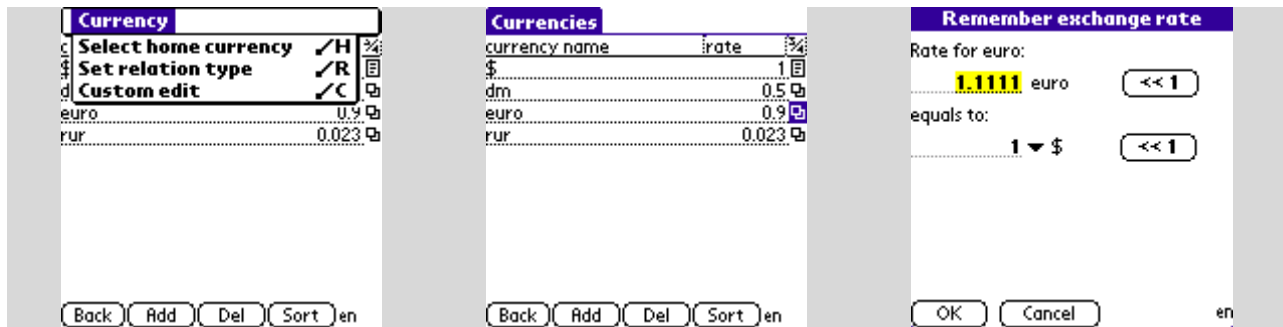 Currency
Select home currency /H
Set relation type /R
Custom edit /C
euro 0.9
rur 0.023
Back Add Del Sort en
Currencies
currency name rate
$ 1
dm 0.5
euro 0.9
rur 0.023
Back Add Del Sort en
Remember exchange rate
Rate for euro:
1.1111 euro << 1
equals to:
1 $ << 1
OK Cancel en